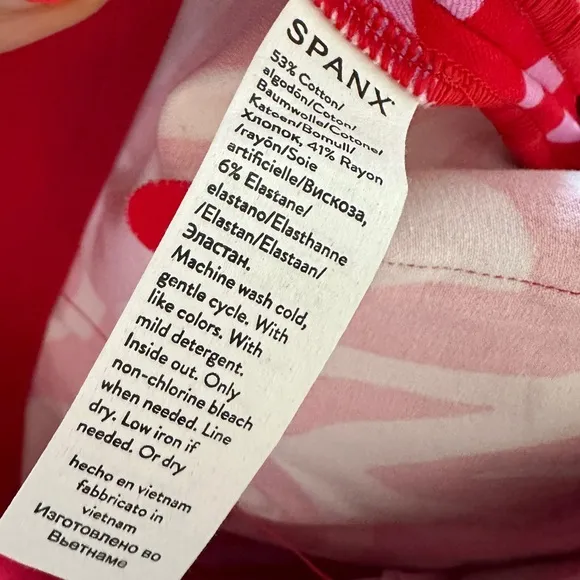 SPANX
53% Cotton/
algodón/Coton/
Baumwolle/Cotone/
Katoen/Bomull/
Хлопок, 41% Rayon
/rayón/Soie
artificielle/Вискоза,
6% Elastane/
elastano/Elasthanne
/Elastan/Elastaan/
Эластан.
Machine wash cold,
gentle cycle. With
like colors. With
mild detergent.
Inside out. Only
non-chlorine bleach
when needed. Line
dry. Low iron if
needed. Or dry
hecho en vietnam
fabbricato in
vietnam
Изготовлено во
Вьетнаме